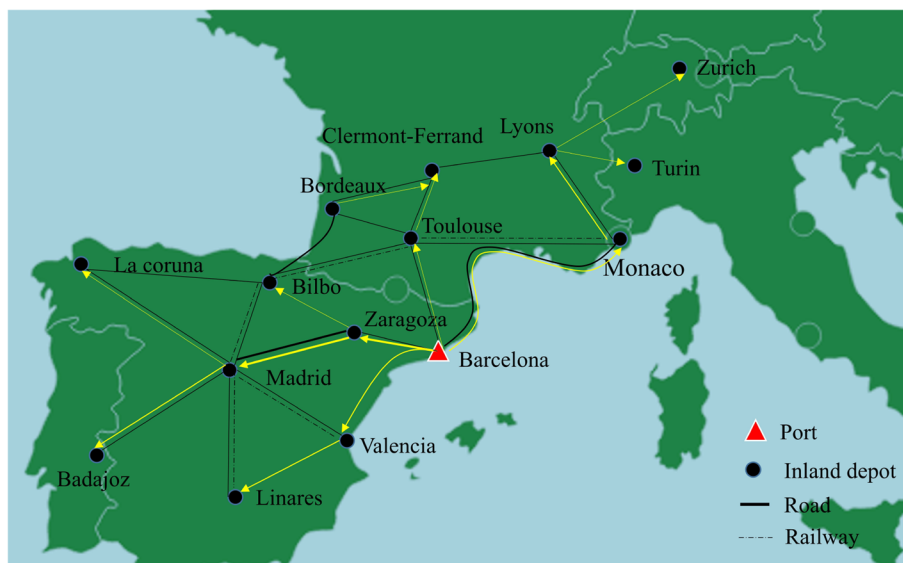 Zurich
Clermont-Ferrand
Lyons
Turin
Bordeaux
Toulouse
Monaco
La coruna
Bilbo
Zaragoza
Barcelona
Madrid
Valencia
Badajoz
Linares
Port
Inland depot
Road
Railway